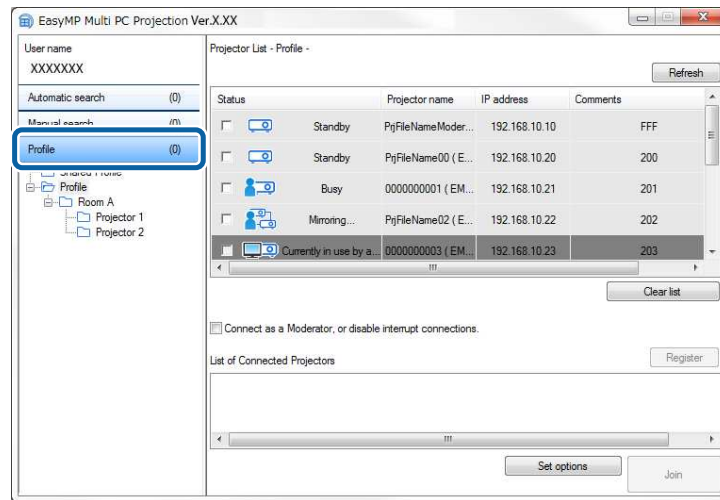 EasyMP Multi PC Projection Ver.X.XX
User name
XXXXXXX
Automatic search (0)
Manual search (0)
Profile (0)
Shared Profile
Profile
Room A
Projector 1
Projector 2
Projector List - Profile -
Refresh
Status Projector name IP address Comments
Standby PrjFileNameModer... 192.168.10.10 FFF
Standby PrjFileName00 ( E... 192.168.10.20 200
Busy 0000000001 ( EM... 192.168.10.21 201
Mirroring... PrjFileName02 ( E... 192.168.10.22 202
Currently in use by a... 0000000003 ( EM... 192.168.10.23 203
Clear list
Connect as a Moderator, or disable interrupt connections.
List of Connected Projectors
Register
Set options
Join